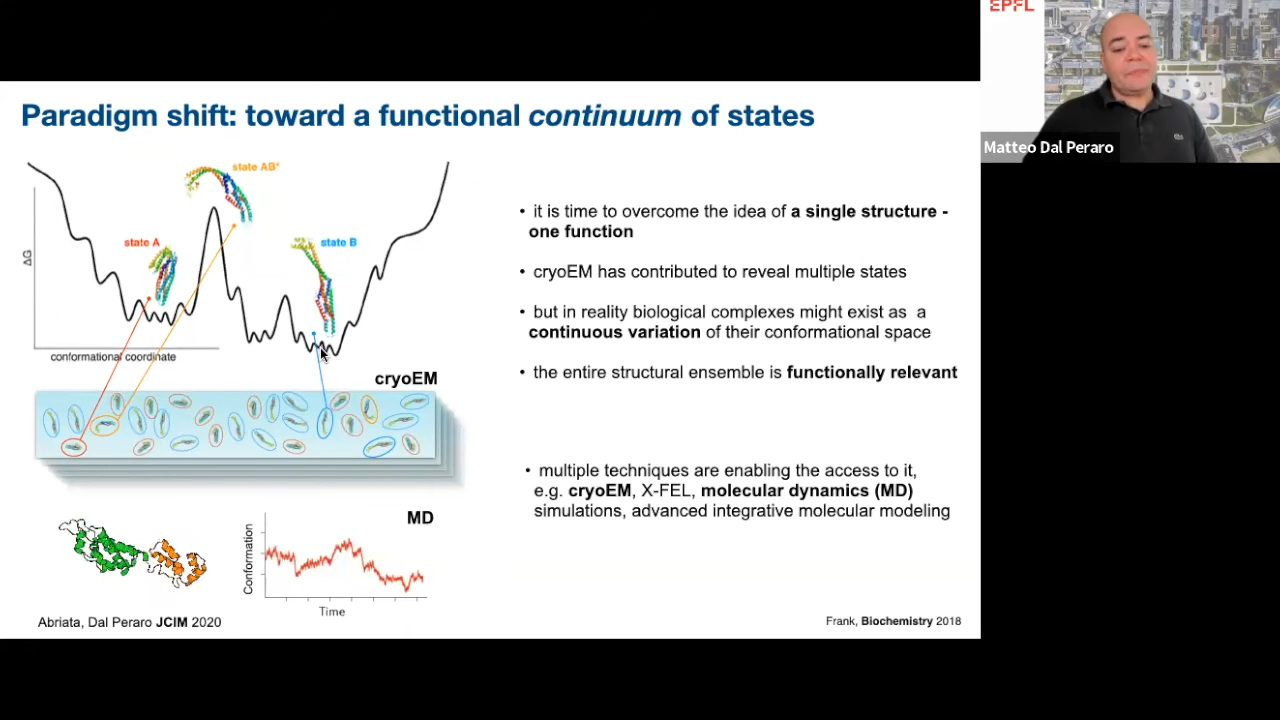 EPFL
Matteo Dal Peraro
Paradigm shift: toward a functional continuum of states
state AB*
state A
state B
ΔG
conformational coordinate
cryoEM
MD
Conformation
Time
Abriata, Dal Peraro JCIM 2020
• it is time to overcome the idea of a single structure -
one function
• cryoEM has contributed to reveal multiple states
• but in reality biological complexes might exist as a
continuous variation of their conformational space
• the entire structural ensemble is functionally relevant
• multiple techniques are enabling the access to it,
e.g. cryoEM, X-FEL, molecular dynamics (MD)
simulations, advanced integrative molecular modeling
Frank, Biochemistry 2018